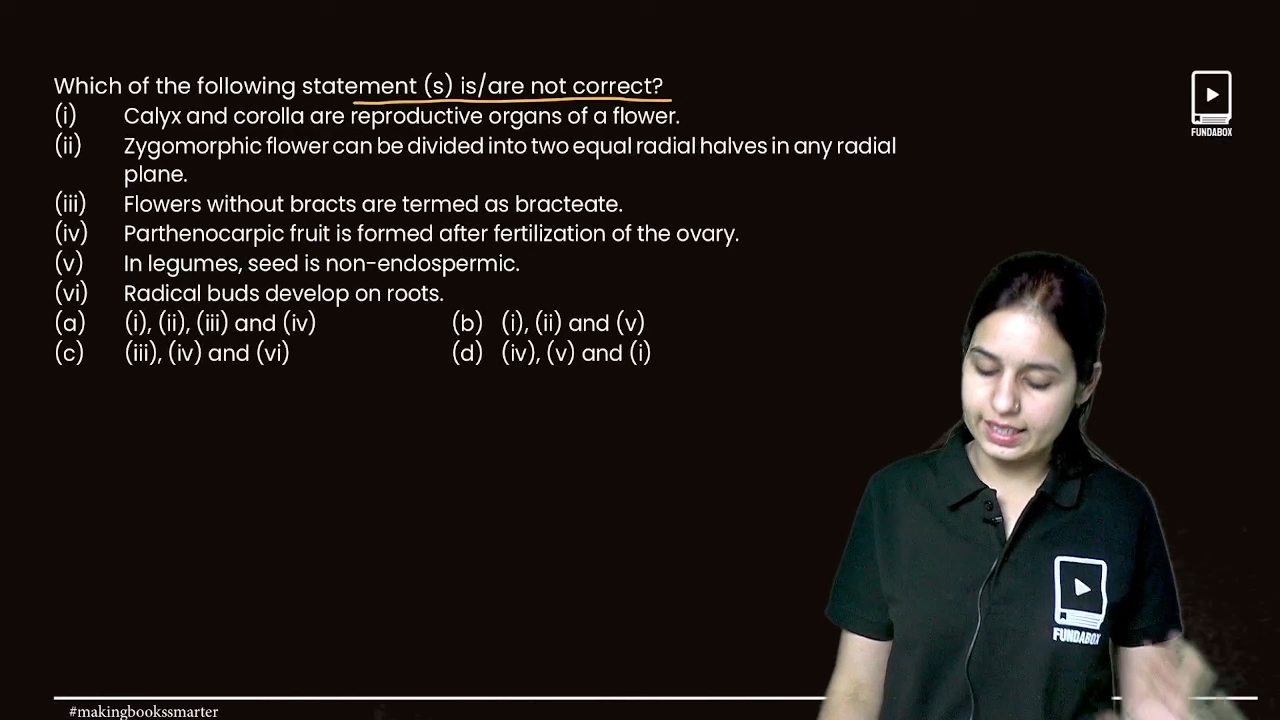 Which of the following statement (s) is/are not correct?
(i) Calyx and corolla are reproductive organs of a flower.
(ii) Zygomorphic flower can be divided into two equal radial halves in any radial
plane.
(iii) Flowers without bracts are termed as bracteate.
(iv) Parthenocarpic fruit is formed after fertilization of the ovary.
(v) In legumes, seed is non-endospermic.
(vi) Radical buds develop on roots.
(a) (i), (ii), (iii) and (iv) (b) (i), (ii) and (v)
(c) (iii), (iv) and (vi) (d) (iv), (v) and (i)
FUNDABOX
FUNDABOX
#makingbookssmarter